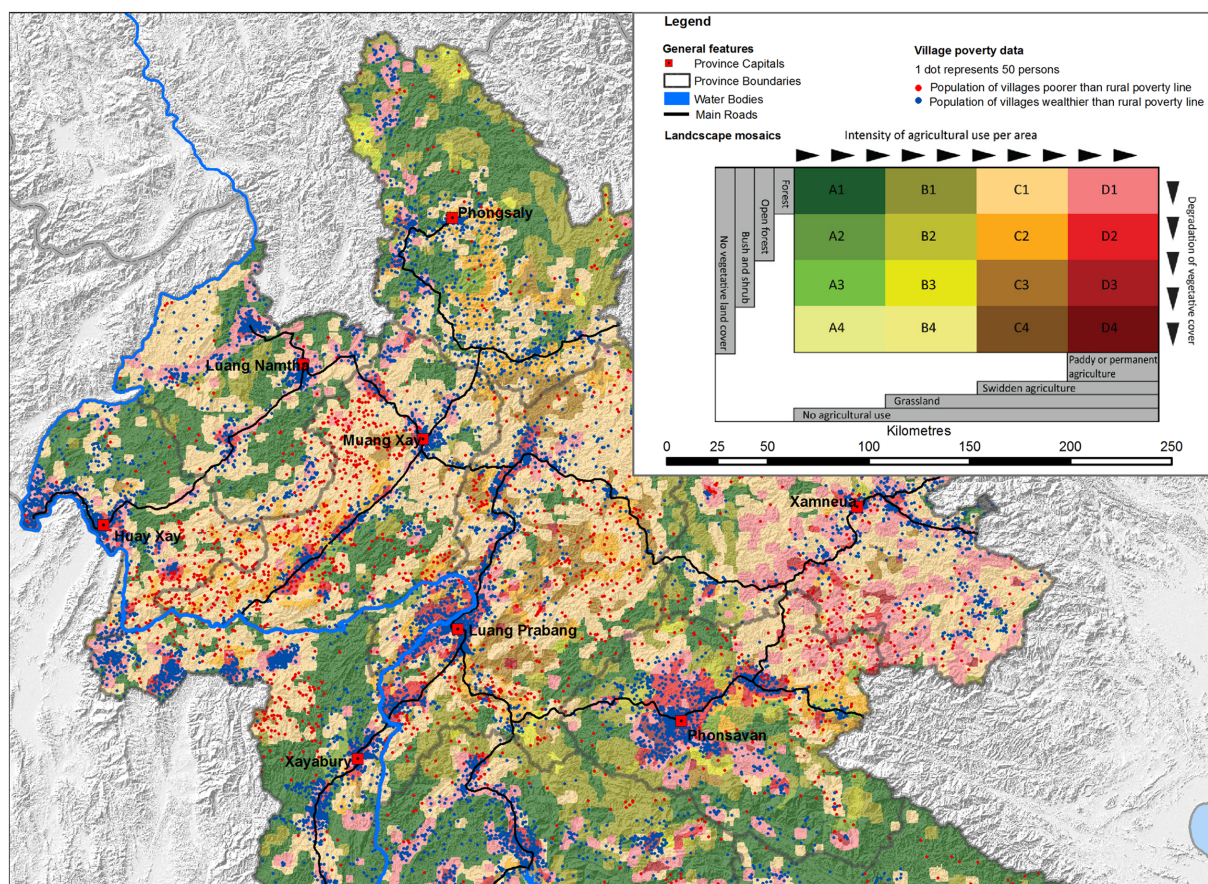 Legend
General features
Province Capitals
Province Boundaries
Water Bodies
Main Roads
Village poverty data
1 dot represents 50 persons
Population of villages poorer than rural poverty line
Population of villages wealthier than rural poverty line
Landscape mosaics
Intensity of agricultural use per area
No vegetative land cover
Bush and shrub
Open forest
Forest
A1 B1 C1 D1
A2 B2 C2 D2
A3 B3 C3 D3
A4 B4 C4 D4
Degradation of vegetative cover
Paddy or permanent
agriculture
Swidden agriculture
Grassland
No agricultural use
Kilometres
0 25 50 100 150 200 250
Phongsaly
Luang Namtha
Muang Xay
Xamneua
Huay Xay
Luang Prabang
Phonsavan
Xayabury